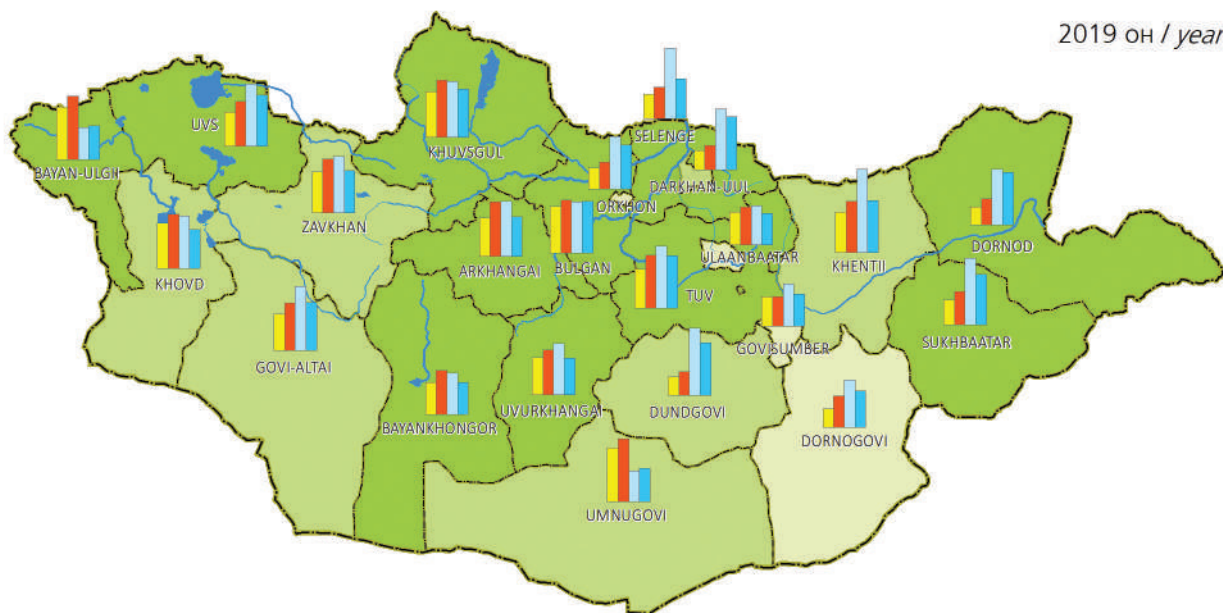 2019 он / year
SELENGE
UVS
KHUVSGUL
BAYAN-ULGII
DARKHAN-UUL
ORKHON
ZAVKHAN
DORNOD
ULAANBAATAR
ARKHANGAI
BULGAN
KHENTII
KHOVD
TUV
SUKHBAATAR
GOVISUMBER
GOVI-ALTAI
UVURKHANGAI
DUNDGOVI
BAYANKHONGOR
DORNOGOVI
UMNUGOVI